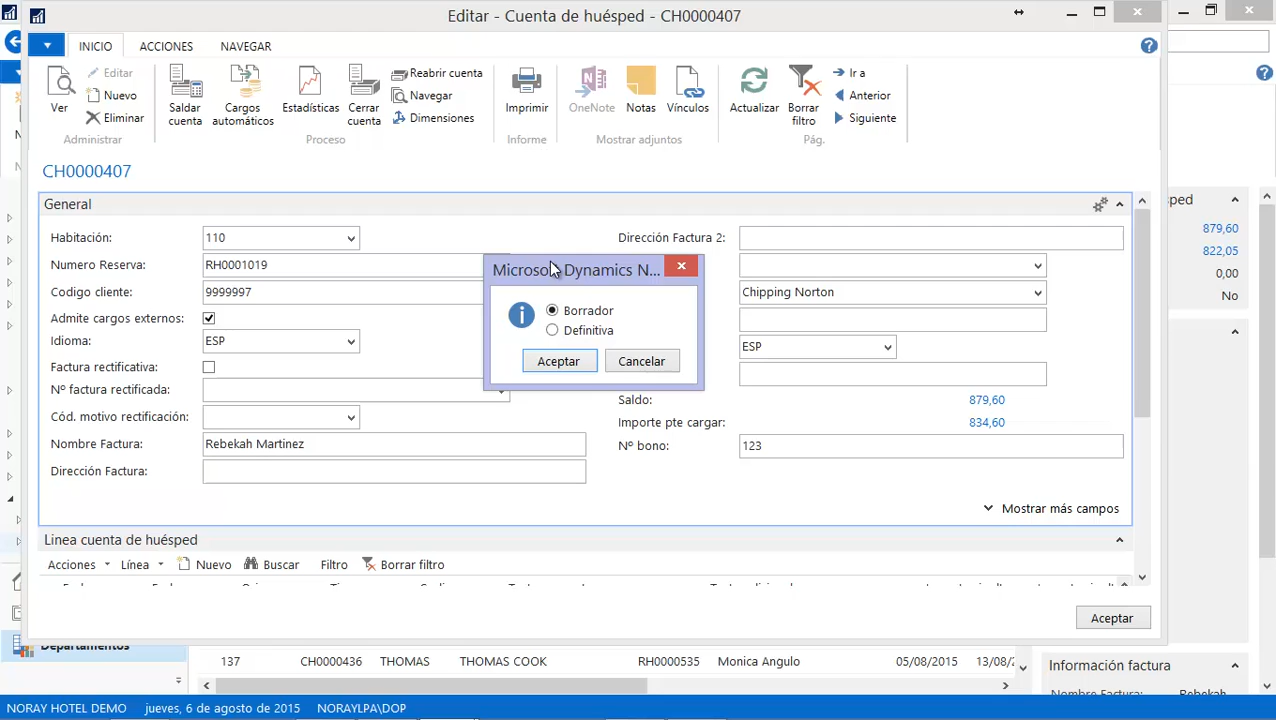 Editar - Cuenta de huésped - CH0000407
INICIO ACCIONES NAVEGAR
Ver
Editar
Nuevo
Eliminar
Administrar
Saldar cuenta
Cargos automáticos
Estadísticas
Cerrar cuenta
Reabrir cuenta
Navegar
Dimensiones
Proceso
Imprimir
Informe
OneNote
Notas
Vínculos
Mostrar adjuntos
Actualizar
Borrar filtro
Ir a
Anterior
Siguiente
Pág.
CH0000407
General
Habitación: 110
Numero Reserva: RH0001019
Codigo cliente: 9999997
Admite cargos externos:
Idioma: ESP
Factura rectificativa:
Nº factura rectificada:
Cód. motivo rectificación:
Nombre Factura: Rebekah Martinez
Dirección Factura:
Dirección Factura 2:
Chipping Norton
ESP
Saldo: 879,60
Importe pte cargar: 834,60
Nº bono: 123
Mostrar más campos
Microsoft Dynamics N...
Borrador
Definitiva
Aceptar Cancelar
Linea cuenta de huésped
Acciones Línea Nuevo Buscar Filtro Borrar filtro
Aceptar
879,60
822,05
0,00
No
Departamentos
137 CH0000436 THOMAS THOMAS COOK RH0000535 Monica Angulo 05/08/2015
Información factura
NORAY HOTEL DEMO jueves, 6 de agosto de 2015 NORAYLPA\DOP